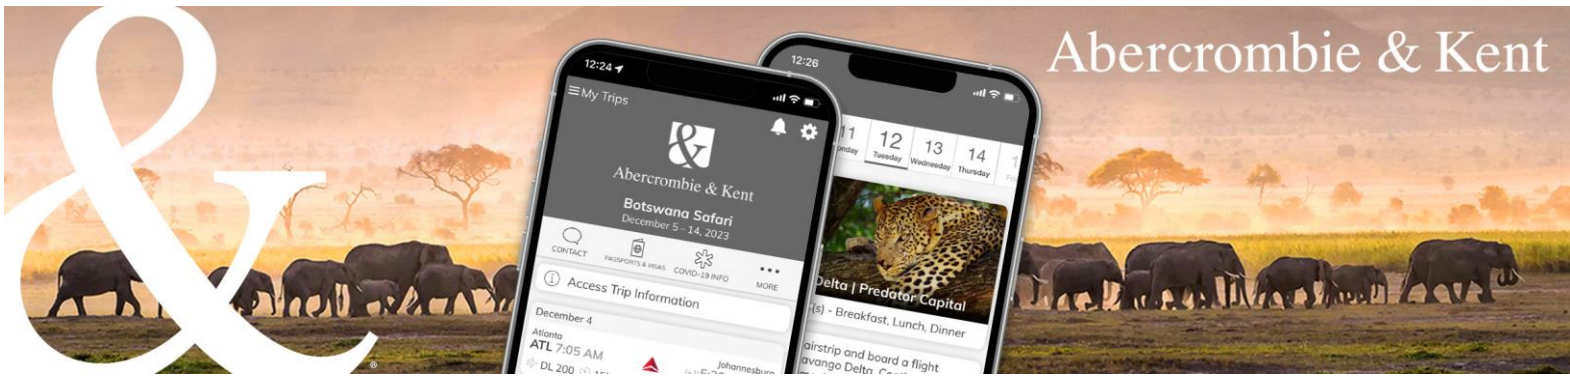 &
®
Abercrombie & Kent
12:24
My Trips
&
Abercrombie & Kent
Botswana Safari
December 5 - 14, 2023
CONTACT
PASSPORTS & VISAS
COVID-19 INFO
MORE
Access Trip Information
December 4
Atlanta
ATL 7:05 AM
Johannesburg
DL 200
12:26
11
12
Tuesday
13
Wednesday
14
Thursday
Delta | Predator Capital
(s) - Breakfast, Lunch, Dinner
airstrip and board a flight